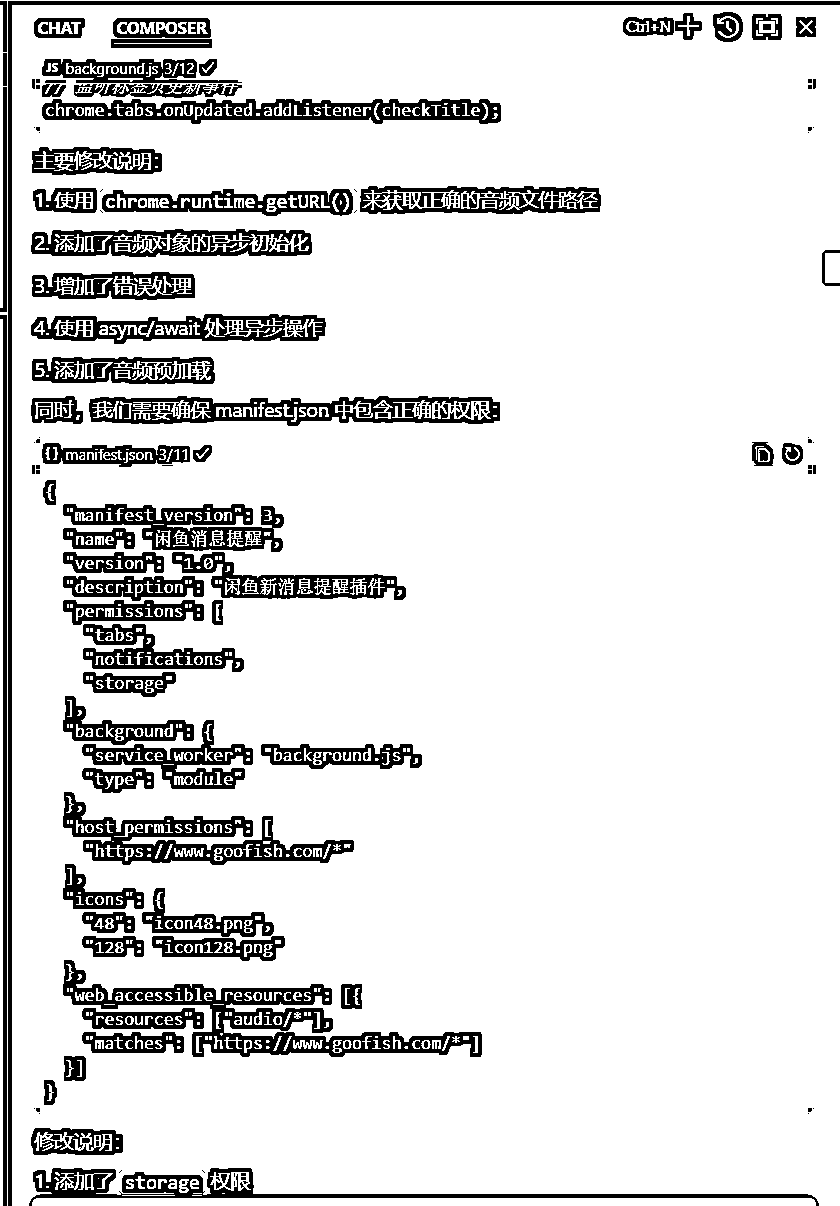 CHAT COMPOSER Ctrl+N
JS background.js 3/12
// 监听标签页更新事件
chrome.tabs.onUpdated.addListener(checkTitle);
主要修改说明:
1. 使用 chrome.runtime.getURL() 来获取正确的音频文件路径
2. 添加了音频对象的异步初始化
3. 增加了错误处理
4. 使用 async/await 处理异步操作
5. 添加了音频预加载
同时，我们需要确保 manifest.json 中包含正确的权限:
{} manifest.json 3/11
{
"manifest_version": 3,
"name": "闲鱼消息提醒",
"version": "1.0",
"description": "闲鱼新消息提醒插件",
"permissions": [
"tabs",
"notifications",
"storage"
],
"background": {
"service_worker": "background.js",
"type": "module"
},
"host_permissions": [
"https://www.goofish.com/*"
],
"icons": {
"48": "icon48.png",
"128": "icon128.png"
},
"web_accessible_resources": [{
"resources": ["audio/*"],
"matches": ["https://www.goofish.com/*"]
}]
}
修改说明:
1. 添加了 storage 权限